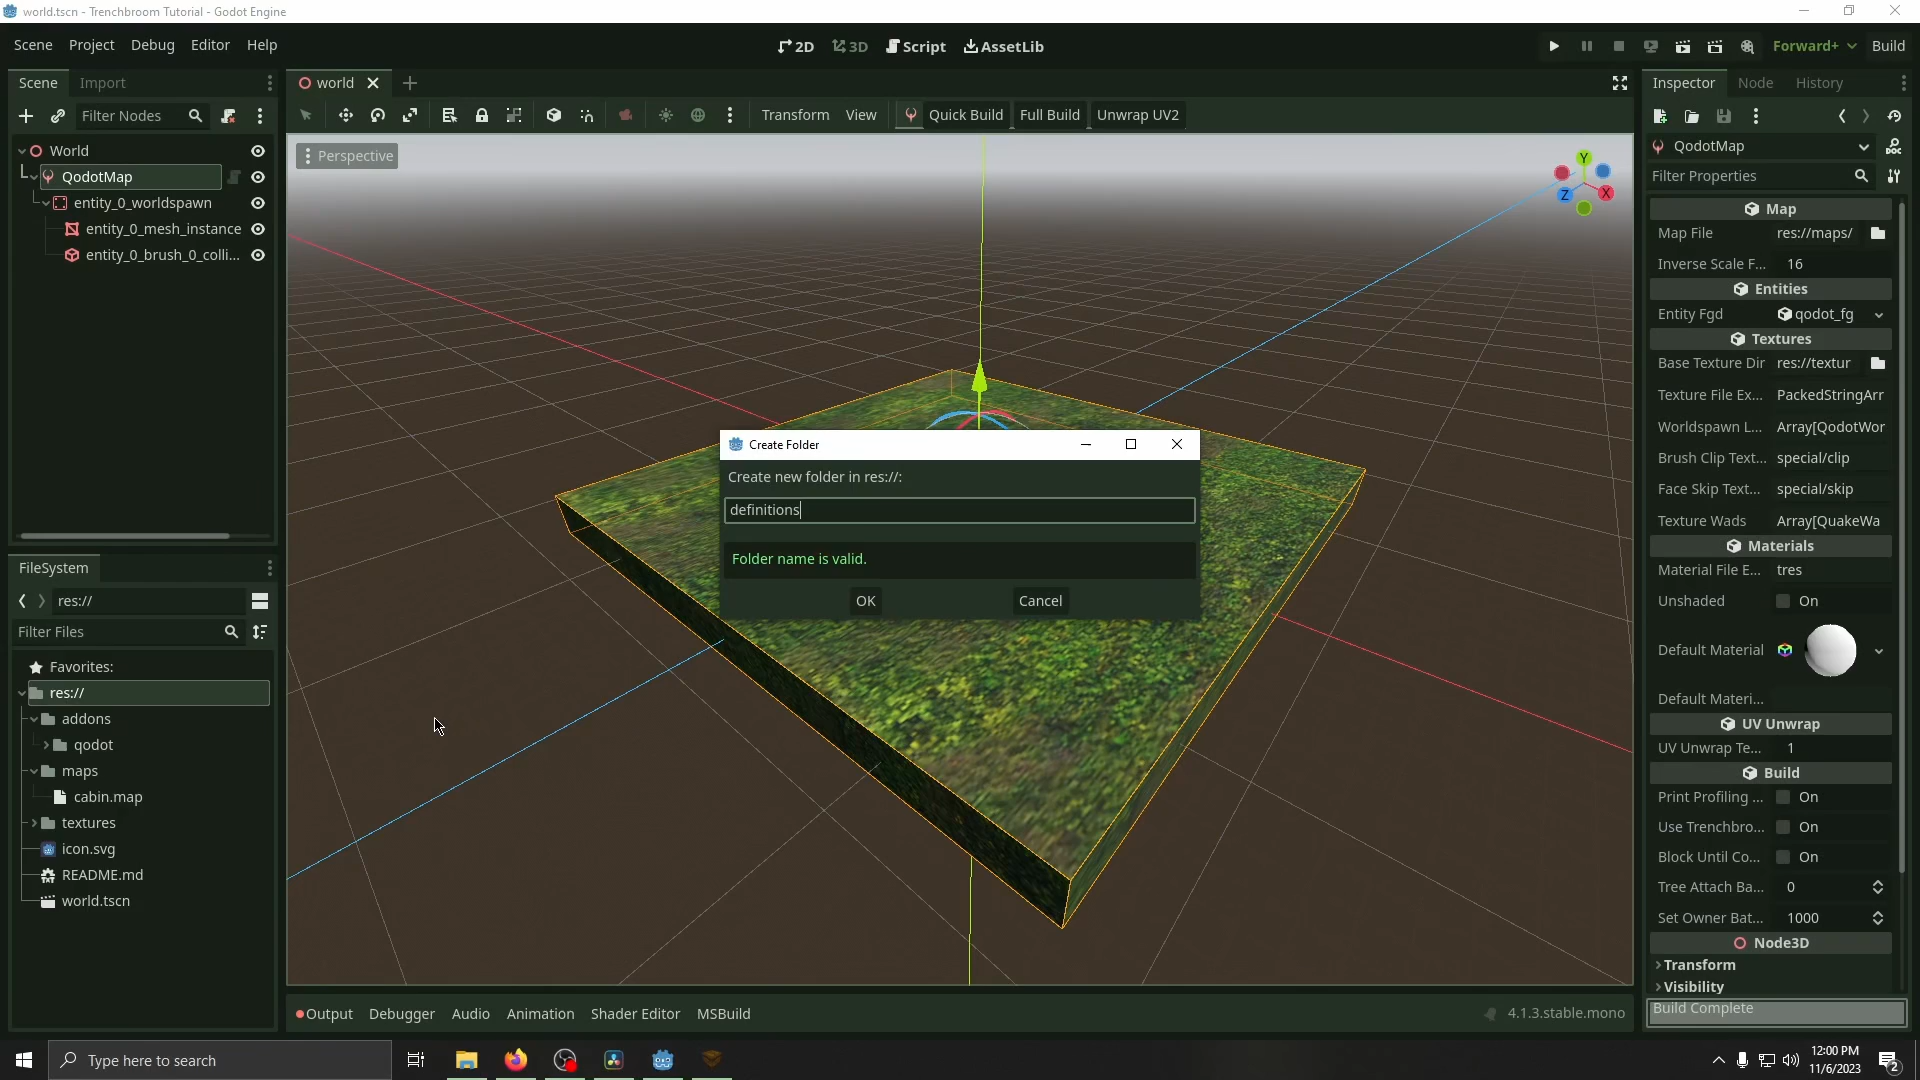 world.tscn - Trenchbroom Tutorial - Godot Engine
Scene Project Debug Editor Help
2D 3D Script AssetLib
Forward+ Build
Scene Import
world
Inspector Node History
Filter Nodes
Transform View Quick Build Full Build Unwrap UV2
World
QodotMap
entity_0_worldspawn
entity_0_mesh_instance
entity_0_brush_0_colli...
Perspective
Y
X
Z
QodotMap
Filter Properties
Map
Map File res://maps/
Inverse Scale F... 16
Entities
Entity Fgd qodot_fg
Textures
Base Texture Dir res://textur
Texture File Ex... PackedStringArr
Worldspawn L... Array[QodotWor
Brush Clip Text... special/clip
Face Skip Text... special/skip
Texture Wads Array[QuakeWa
Materials
Material File E... tres
Unshaded On
Default Material
Default Materi...
UV Unwrap
UV Unwrap Te... 1
Build
Print Profiling ... On
Use Trenchbro... On
Block Until Co... On
Tree Attach Ba... 0
Set Owner Bat... 1000
Node3D
Transform
Visibility
Build Complete
Create Folder
Create new folder in res://:
definitions
Folder name is valid.
OK Cancel
FileSystem
res://
Filter Files
Favorites:
res://
addons
qodot
maps
cabin.map
textures
icon.svg
README.md
world.tscn
Output Debugger Audio Animation Shader Editor MSBuild
4.1.3.stable.mono
Type here to search
12:00 PM
11/6/2023
2